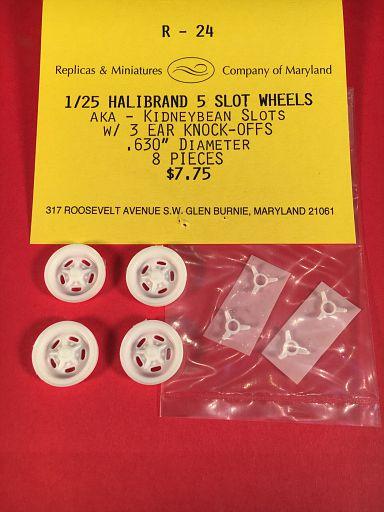 R - 24
Replicas & Miniatures Company of Maryland
1/25 HALIBRAND 5 SLOT WHEELS
AKA - KIDNEYBEAN SLOTS
W/ 3 EAR KNOCK-OFFS
.630" DIAMETER
8 PIECES
$7.75
317 ROOSEVELT AVENUE S.W. GLEN BURNIE, MARYLAND 21061